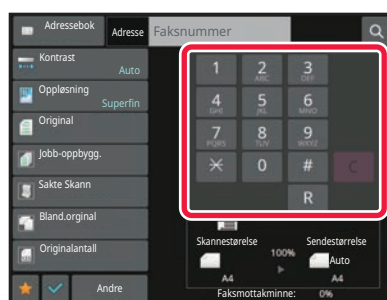 Adressebok
Adresse
Faksnummer
Kontrast
Auto
Oppløsning
Superfin
Original
Jobb-oppbygg.
Sakte Skann
Bland.orginal
Originalantall
Andre
1 2 3
ABC DEF
4 5 6
GHI JKL MNO
7 8 9
PQRS TUV WXYZ
0 # C
R
Skannestørelse
100%
Sendestørrelse
Auto
A4
A4
Faksmottakminne: 0%